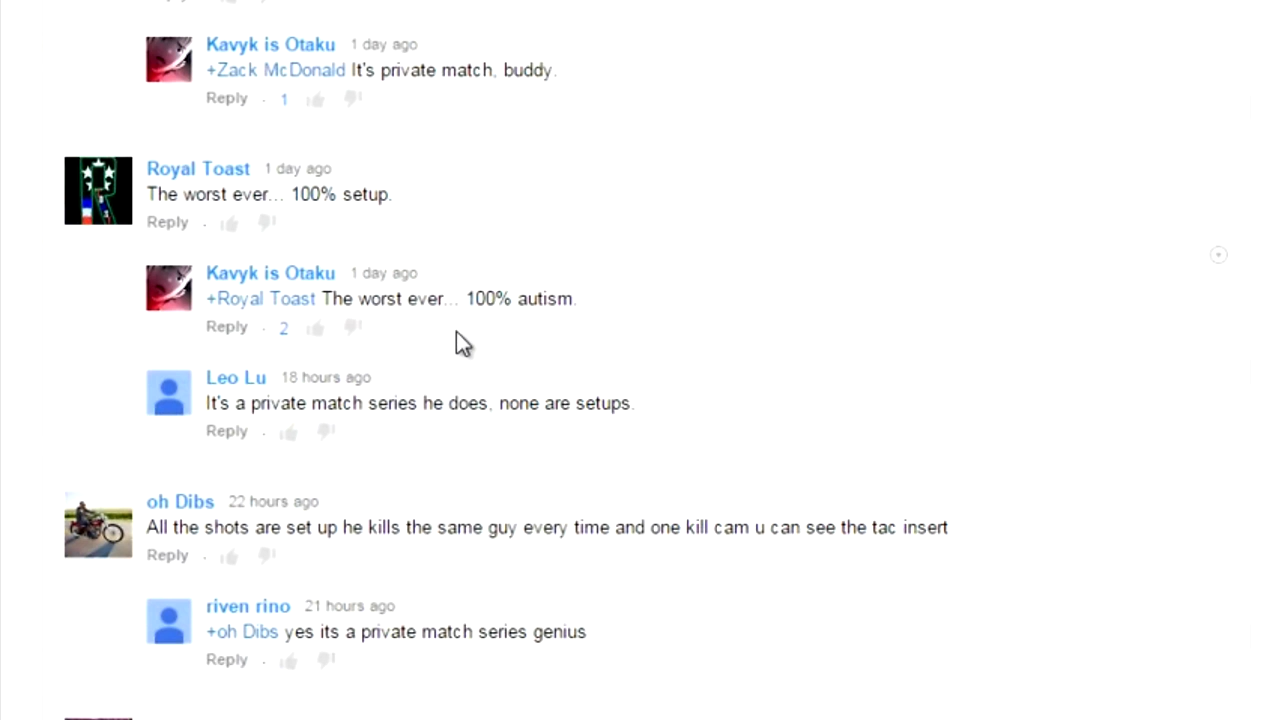 Kavyk is Otaku 1 day ago
+Zack McDonald It's private match, buddy.
Reply . 1
Royal Toast 1 day ago
The worst ever... 100% setup.
Reply .
Kavyk is Otaku 1 day ago
+Royal Toast The worst ever... 100% autism.
Reply . 2
Leo Lu 18 hours ago
It's a private match series he does, none are setups.
Reply .
oh Dibs 22 hours ago
All the shots are set up he kills the same guy every time and one kill cam u can see the tac insert
Reply .
riven rino 21 hours ago
+oh Dibs yes its a private match series genius
Reply .